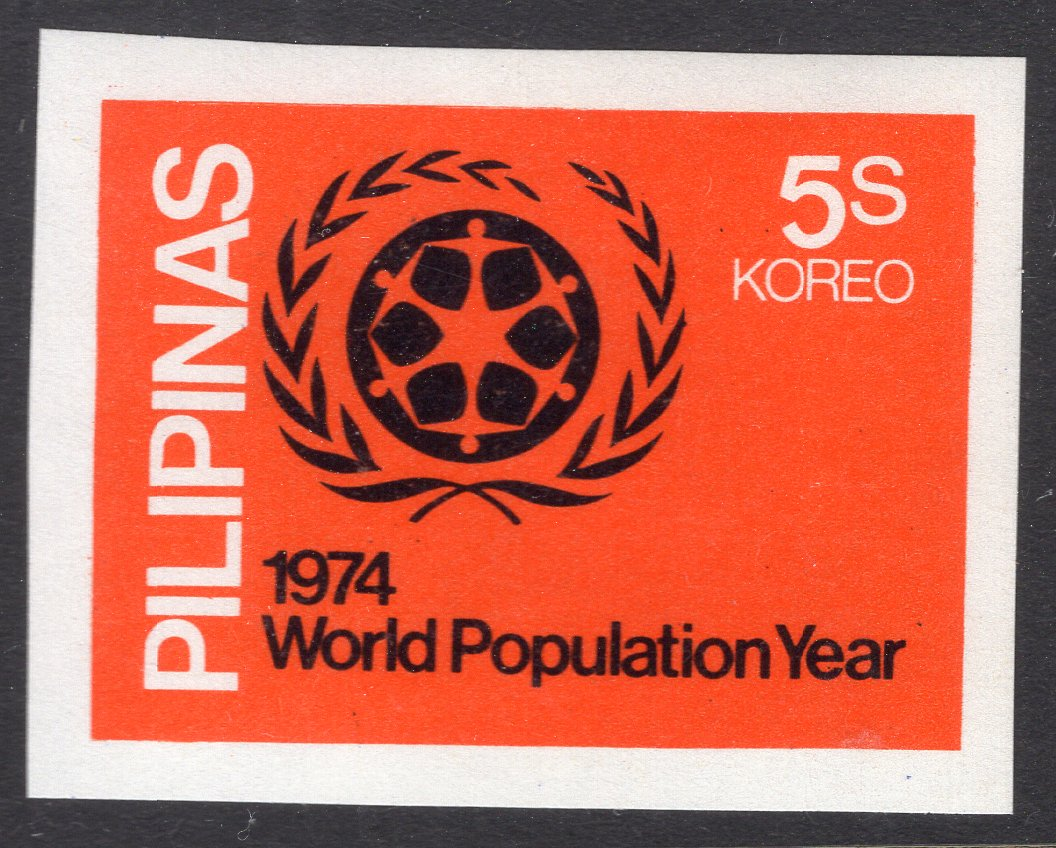 PILIPINAS
5S
KOREO
1974
World Population Year